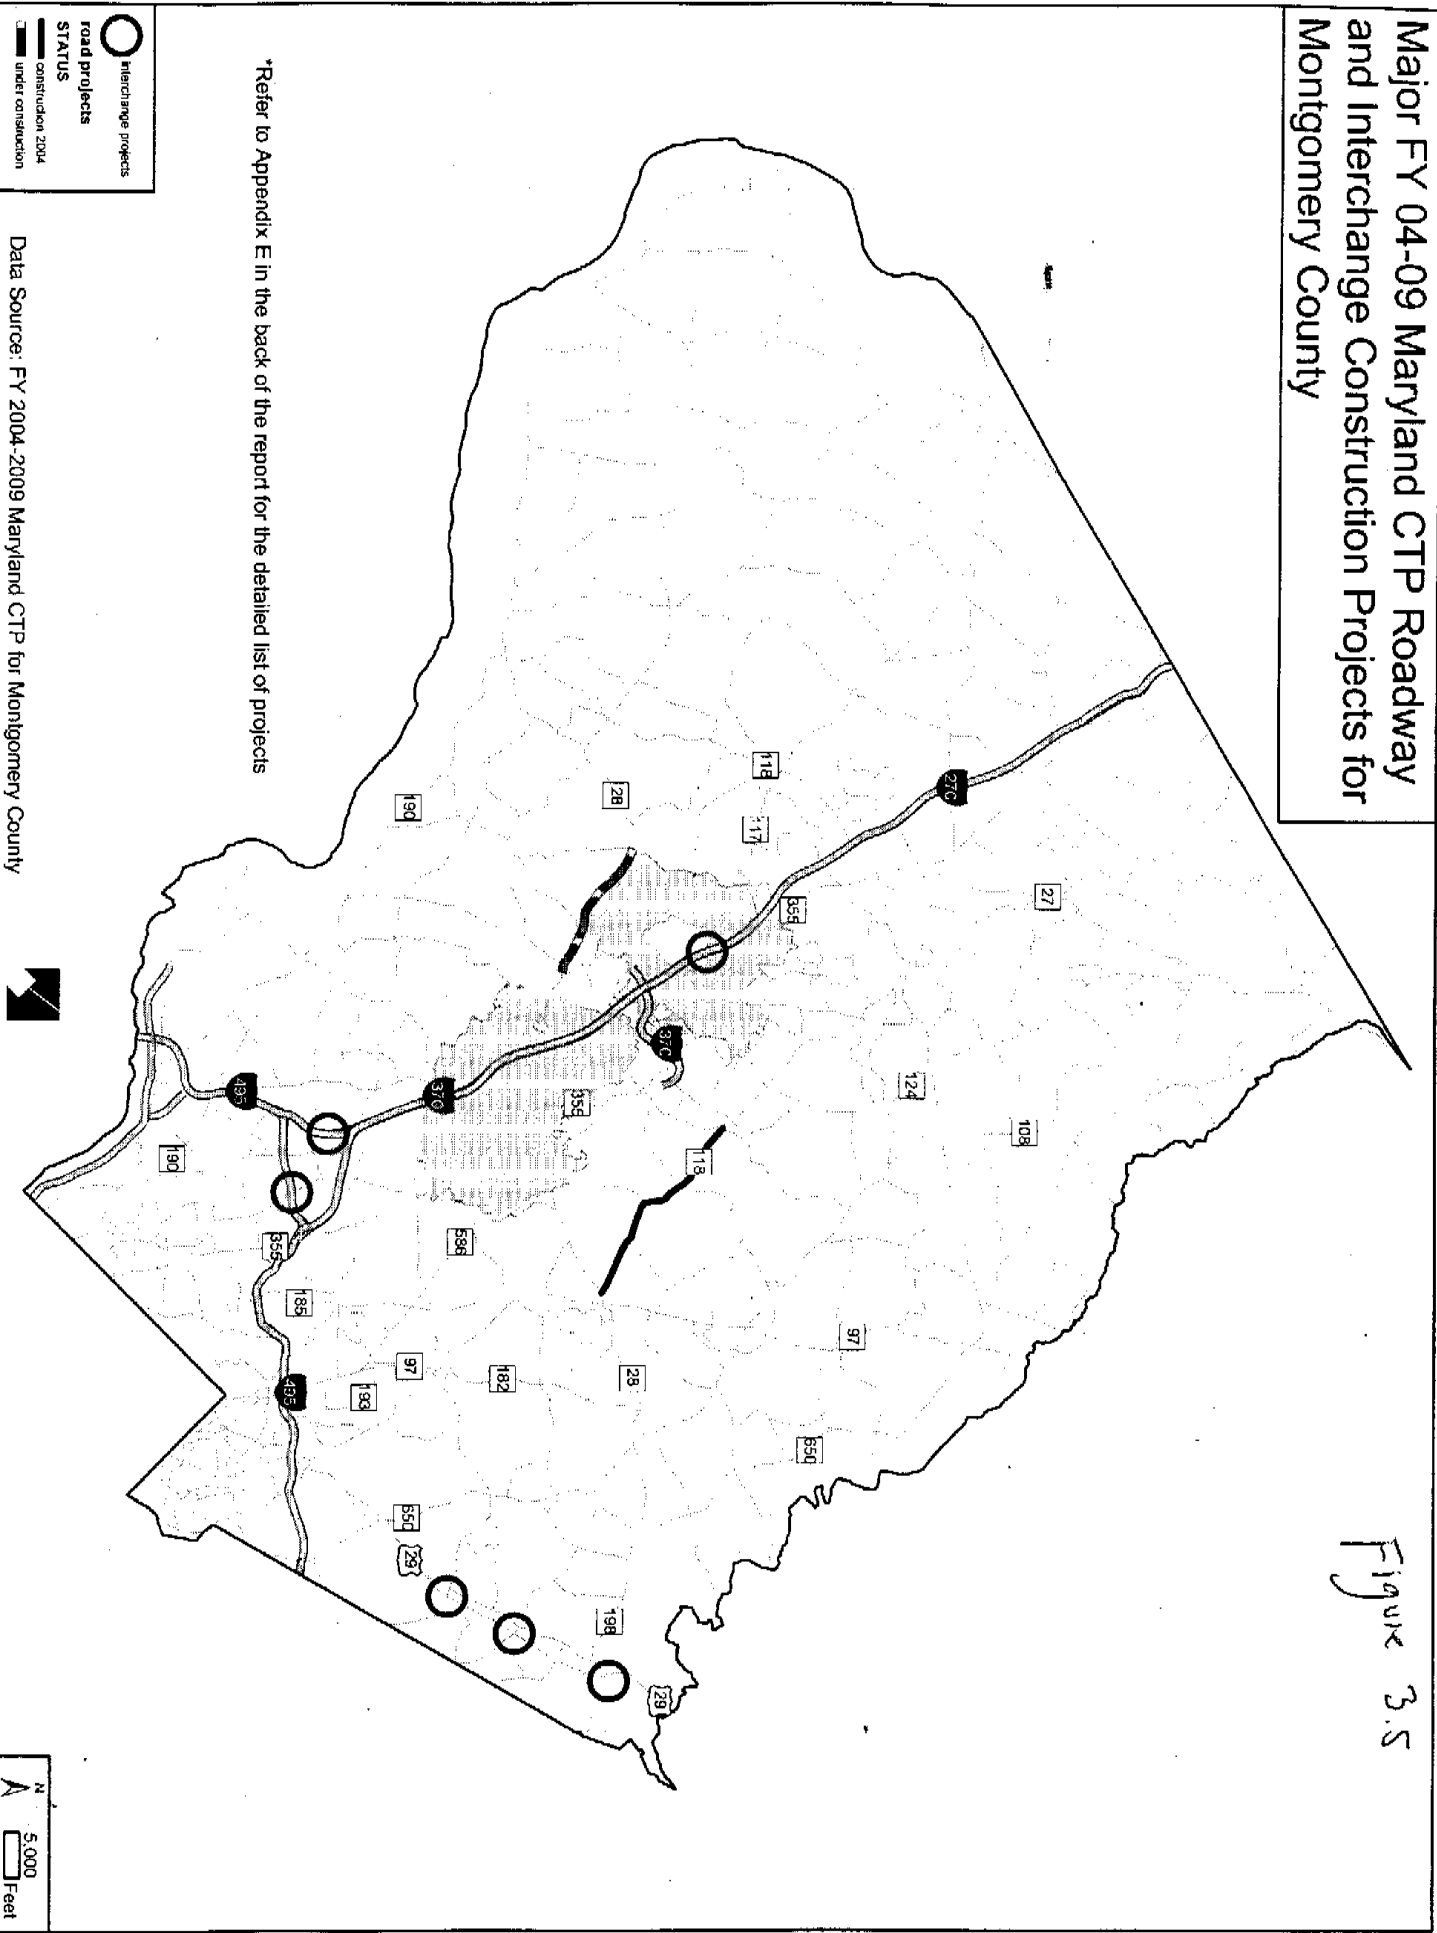 Major FY 04-09 Maryland CTP Roadway
and Interchange Construction Projects for
Montgomery County
Figure 3.5
27
270
118
117
355
28
190
124
108
370
355
118
270
495
190
586
355
185
97
28
182
97
193
495
650
650
29
198
29
*Refer to Appendix E in the back of the report for the detailed list of projects
interchange projects
road projects
STATUS
construction 2004
under construction
Data Source: FY 2004-2009 Maryland CTP for Montgomery County
N
5,000
Feet